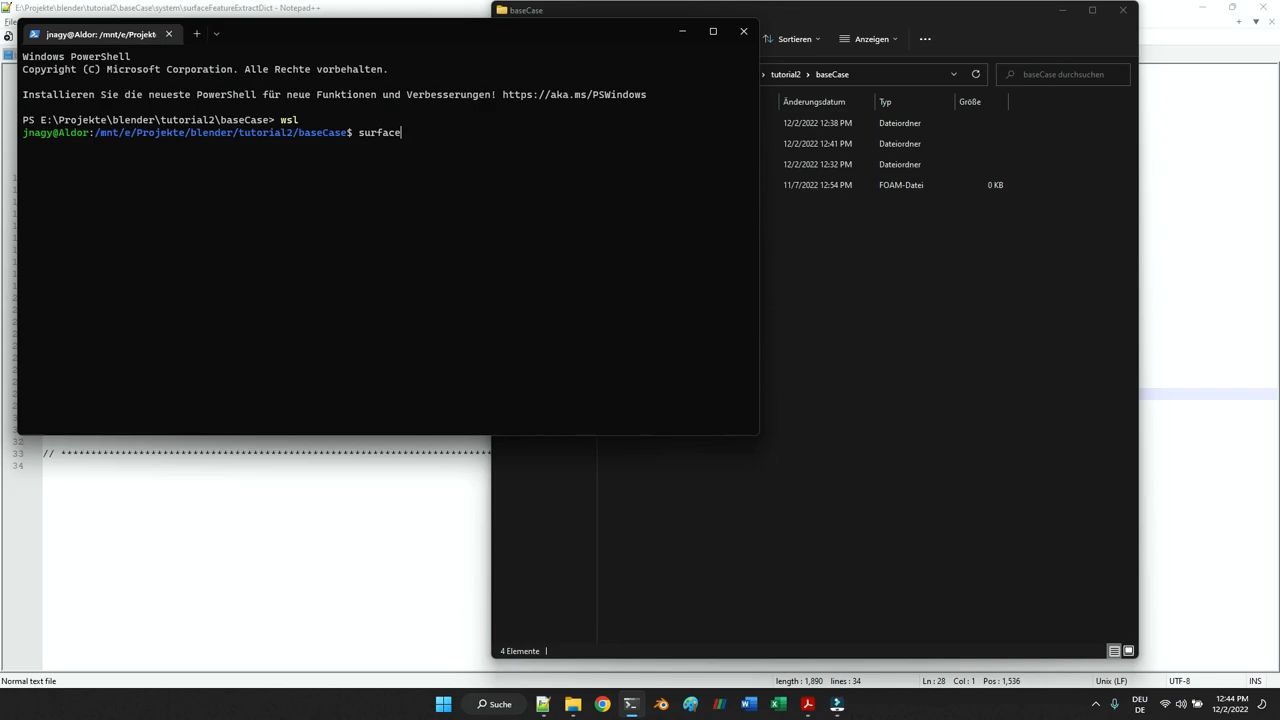 E:\Projekte\blender\tutorial2\baseCase\system\surfaceFeatureExtractDict - Notepad++
baseCase
jnagy@Aldor: /mnt/e/Projekt
Sortieren
Anzeigen
Windows PowerShell
Copyright (C) Microsoft Corporation. Alle Rechte vorbehalten.
tutorial2 > baseCase
baseCase durchsuchen
Installieren Sie die neueste PowerShell für neue Funktionen und Verbesserungen! https://aka.ms/PSWindows
Änderungsdatum Typ Größe
PS E:\Projekte\blender\tutorial2\baseCase> wsl
jnagy@Aldor:/mnt/e/Projekte/blender/tutorial2/baseCase$ surface
12/2/2022 12:38 PM Dateiordner
12/2/2022 12:41 PM Dateiordner
12/2/2022 12:32 PM Dateiordner
11/7/2022 12:54 PM FOAM-Datei 0 KB
32
33 // *************************************************************************
34
4 Elemente
Normal text file
length : 1,890 lines : 34
Ln : 28 Col : 1 Pos : 1,536
Unix (LF)
UTF-8
INS
Suche
DEU
DE
12:44 PM
12/2/2022